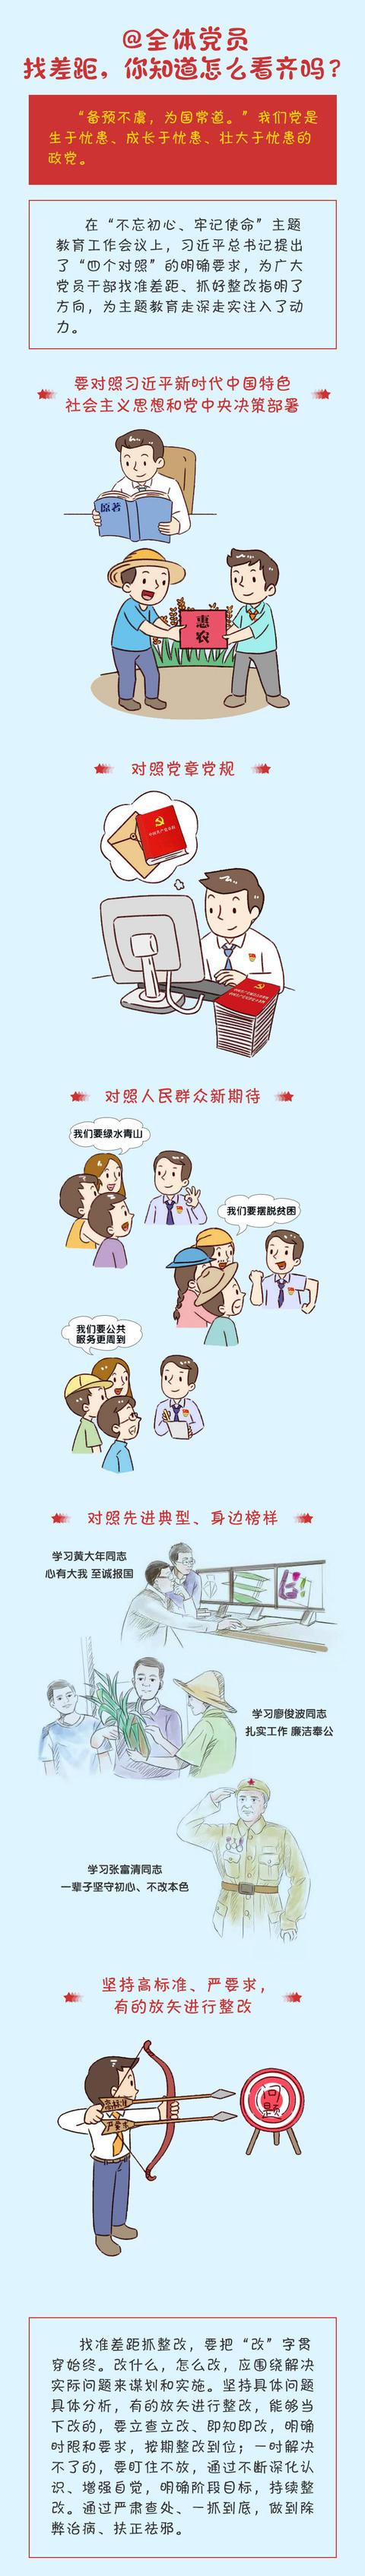 @全体党员
找差距，你知道怎么看齐吗？
“备预不虞，为国常道。”我们党是
生于忧患、成长于忧患、壮大于忧患的
政党。
在“不忘初心、牢记使命”主题
教育工作会议上，习近平总书记提出
了“四个对照”的明确要求，为广大
党员干部找准差距、抓好整改指明了
方向，为主题教育走深走实注入了动
力。
要对照习近平新时代中国特色
社会主义思想和党中央决策部署
原著
惠
农
对照党章党规
对照人民群众新期待
我们要绿水青山
我们要摆脱贫困
我们要公共
服务更周到
对照先进典型、身边榜样
学习黄大年同志
心有大我 至诚报国
学习廖俊波同志
扎实工作 廉洁奉公
学习张富清同志
一辈子坚守初心、不改本色
坚持高标准、严要求，
有的放矢进行整改
高标准
严要求
问
题
找准差距抓整改，要把“改”字贯
穿始终。改什么，怎么改，应围绕解决
实际问题来谋划和实施。坚持具体问题
具体分析，有的放矢进行整改，能够当
下改的，要立查立改、即知即改，明确
时限和要求，按期整改到位；一时解决
不了的，要盯住不放，通过不断深化认
识、增强自觉，明确阶段目标，持续整
改。通过严肃查处、一抓到底，做到除
弊治病、扶正祛邪。